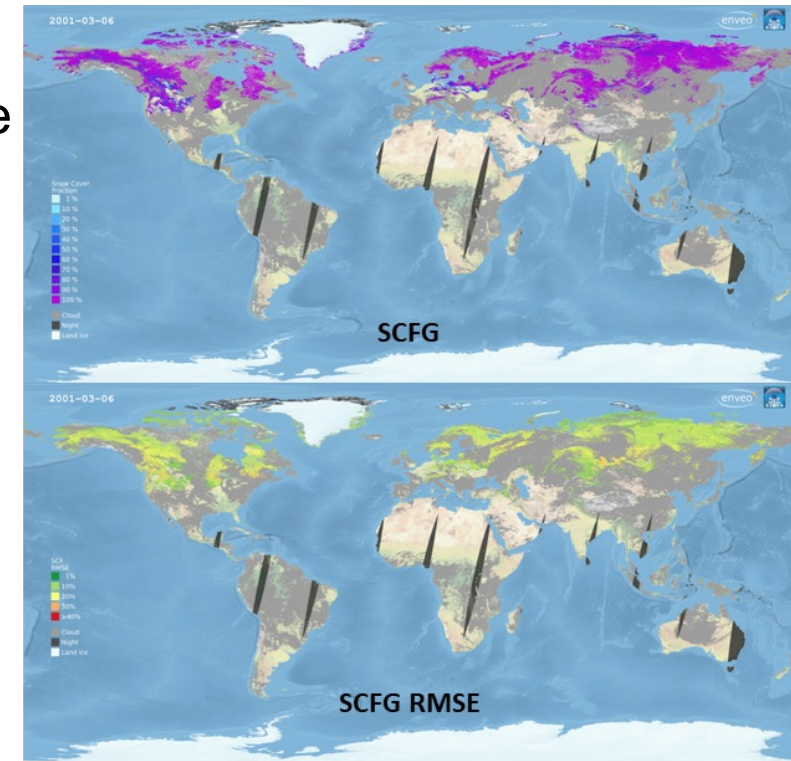 2001-03-06
enveo
e
Snow Cover
Fraction
1 %
10 %
20 %
30 %
40 %
50 %
60 %
70 %
80 %
90 %
100 %
Cloud
Night
Land ice
SCFG
2001-03-06
enveo
SCF
RMSE
1%
10%
20%
30%
≥40%
Cloud
Night
Land ice
SCFG RMSE